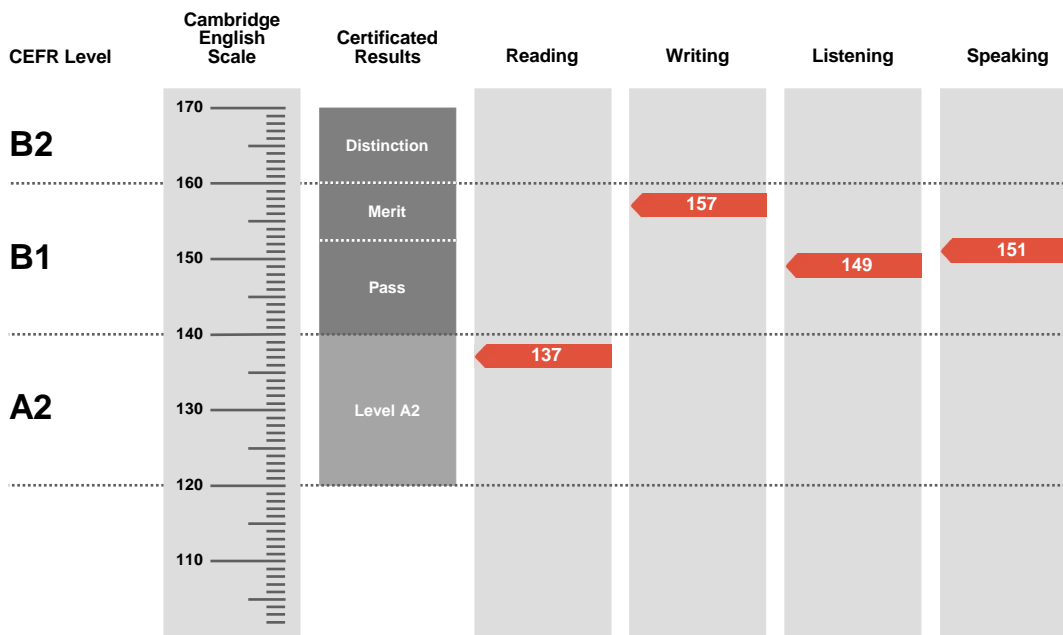 CEFR Level
Cambridge
English
Scale
Certificated
Results
Reading
Writing
Listening
Speaking
170
B2
Distinction
160
Merit
157
B1
150
151
149
Pass
140
137
A2
130
Level A2
120
110